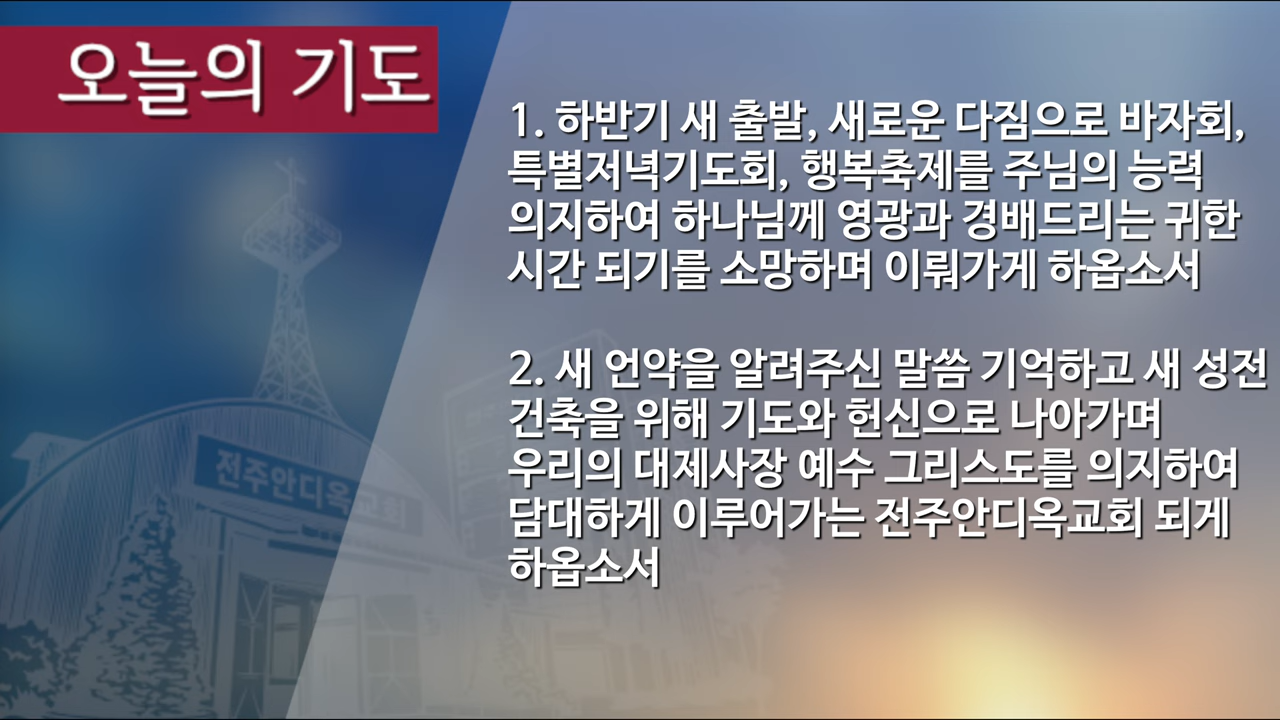 오늘의 기도
1. 하반기 새 출발, 새로운 다짐으로 바자회,
특별저녁기도회, 행복축제를 주님의 능력
의지하여 하나님께 영광과 경배드리는 귀한
시간 되기를 소망하며 이뤄가게 하옵소서
2. 새 언약을 알려주신 말씀 기억하고 새 성전
건축을 위해 기도와 헌신으로 나아가며
우리의 대제사장 예수 그리스도를 의지하여
담대하게 이루어가는 전주안디옥교회 되게
하옵소서
전주안디옥교회